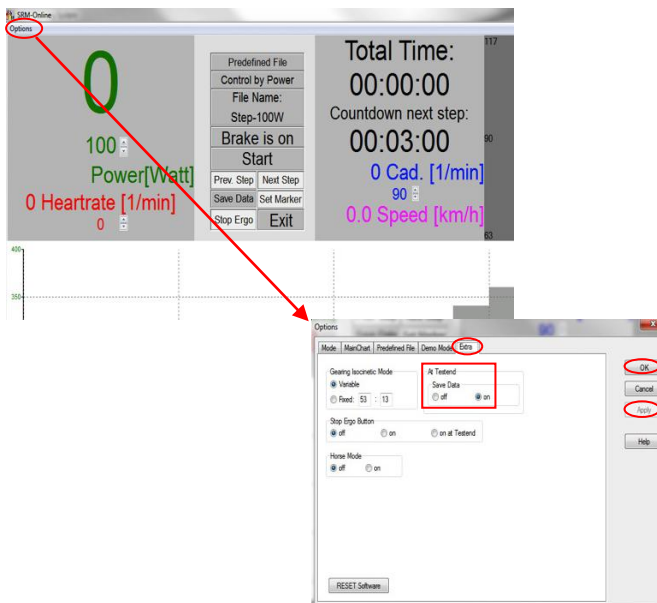 SRM-Online
Options
0
100
Power[Watt]
0 Heartrate [1/min]
0
Predefined File
Control by Power
File Name:
Step-100W
Brake is on
Start
Prev. Step Next Step
Save Data Set Marker
Stop Ergo Exit
Total Time:
00:00:00
Countdown next step:
00:03:00
0 Cad. [1/min]
90
0.0 Speed [km/h]
117
90
63
400
350
Options
Mode MainChart Predefined File Demo Mode Extra
Gearing Isocinetic Mode
Variable
Fixed: 53 : 13
At Testend
Save Data
off on
Stop Ergo Button
off on on at Testend
Horse Mode
off on
RESET Software
OK
Cancel
Apply
Help